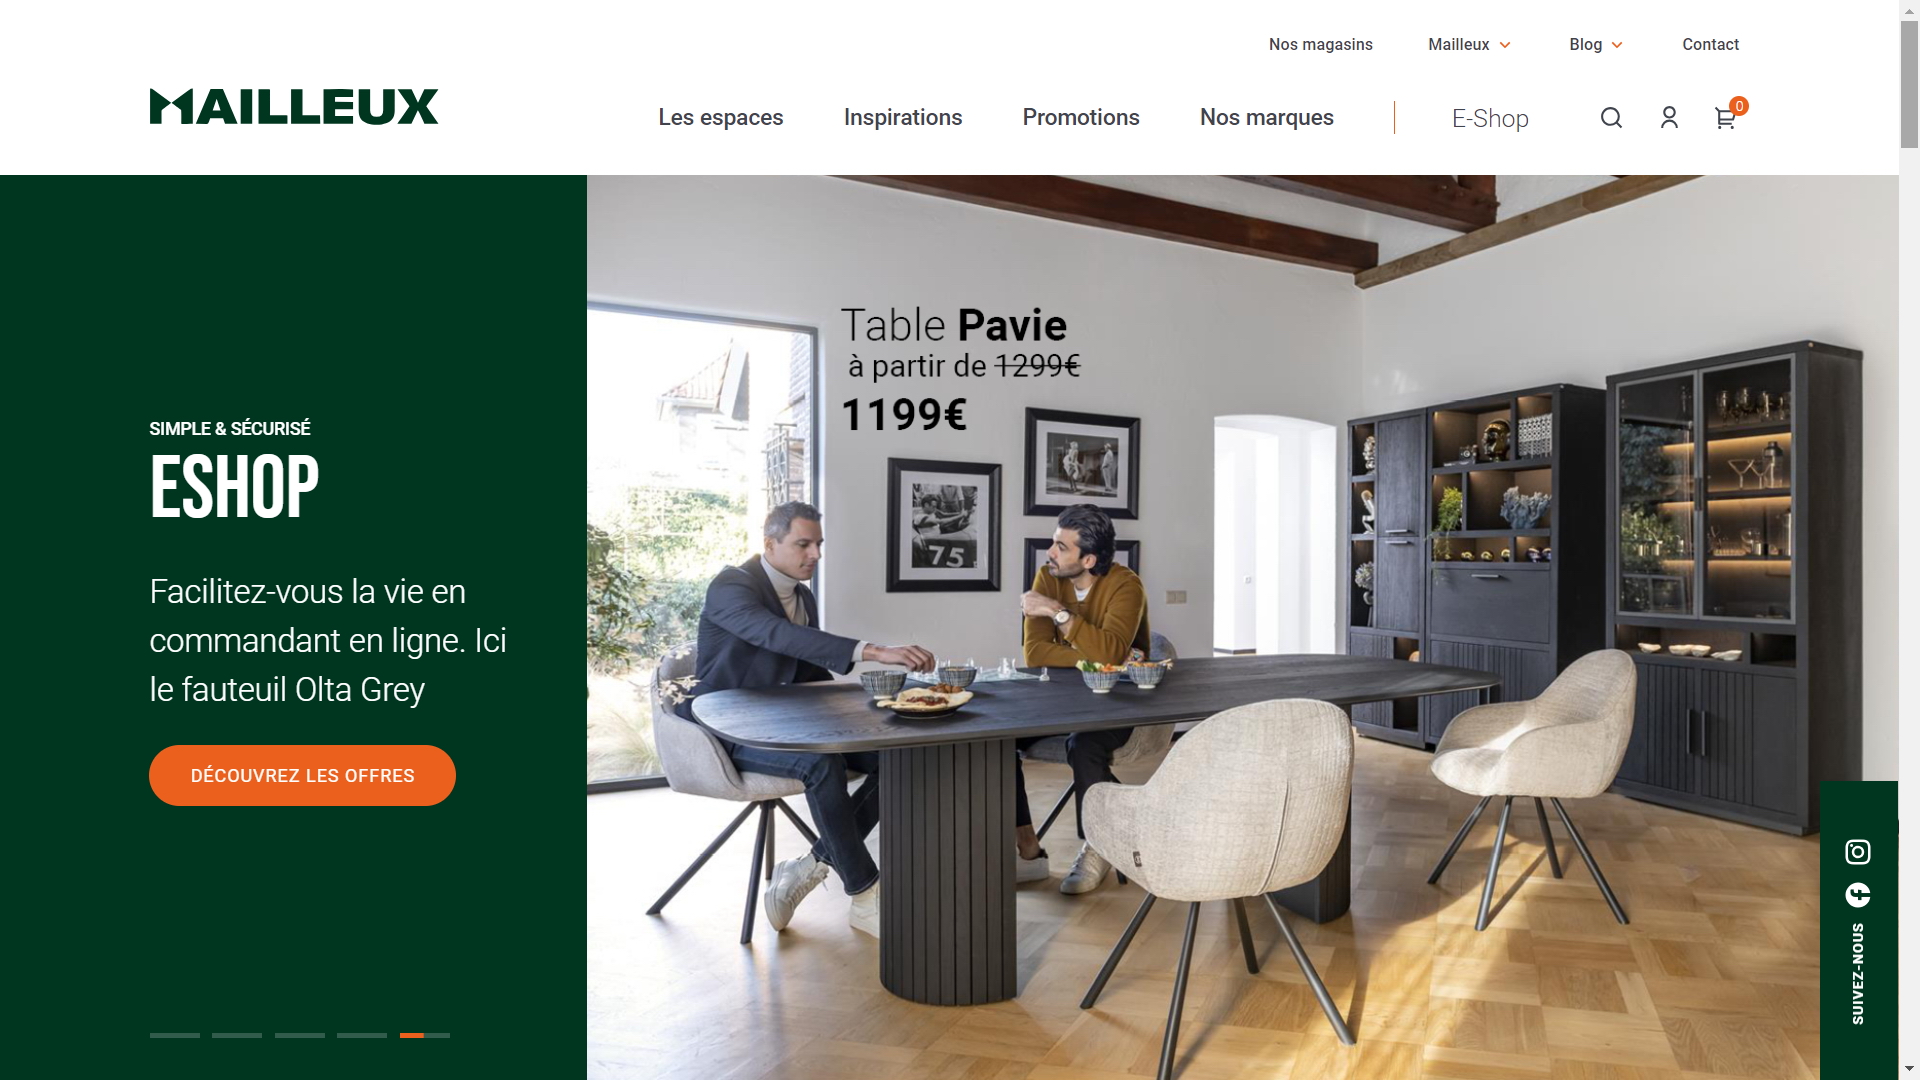 Nos magasins
Mailleux
Blog
Contact
MAILLEUX
Les espaces
Inspirations
Promotions
Nos marques
E-Shop
0
SIMPLE & SÉCURISÉ
ESHOP
Facilitez-vous la vie en
commandant en ligne. Ici
le fauteuil Olta Grey
DÉCOUVREZ LES OFFRES
Table Pavie
à partir de 1299€
1199€
75
SUIVEZ-NOUS